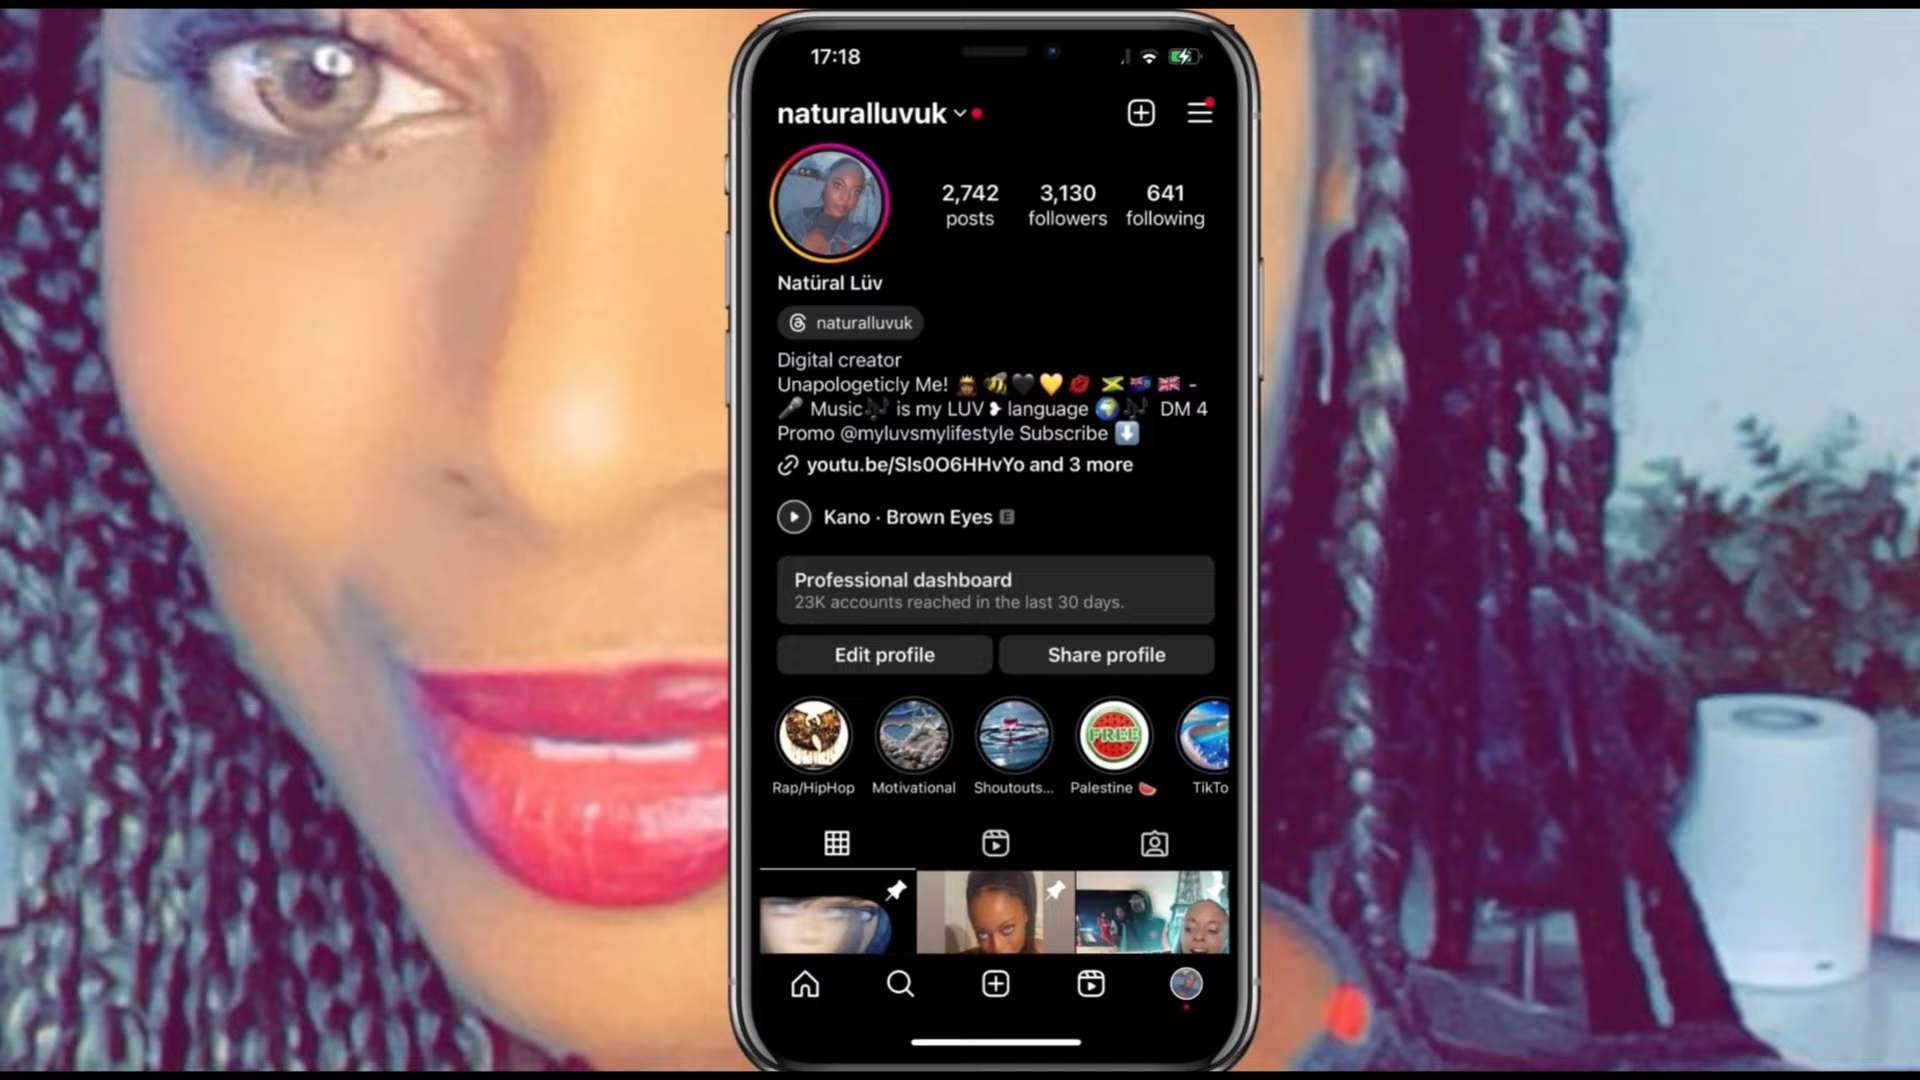 17:18
naturalluvuk
2,742 3,130 641
posts followers following
Natüral Lüv
naturalluvuk
Digital creator
Unapologeticly Me! 👸🏾🐝🖤💛💋 🇯🇲🇲🇸🇬🇧 -
🎤 Music🎶 is my LUV ❥ language 🌍🎶 DM 4
Promo @myluvsmylifestyle Subscribe ⬇️
youtu.be/Sls0O6HHvYo and 3 more
Kano · Brown Eyes E
Professional dashboard
23K accounts reached in the last 30 days.
Edit profile Share profile
FREE
Rap/HipHop Motivational Shoutouts... Palestine 🍉 TikTo